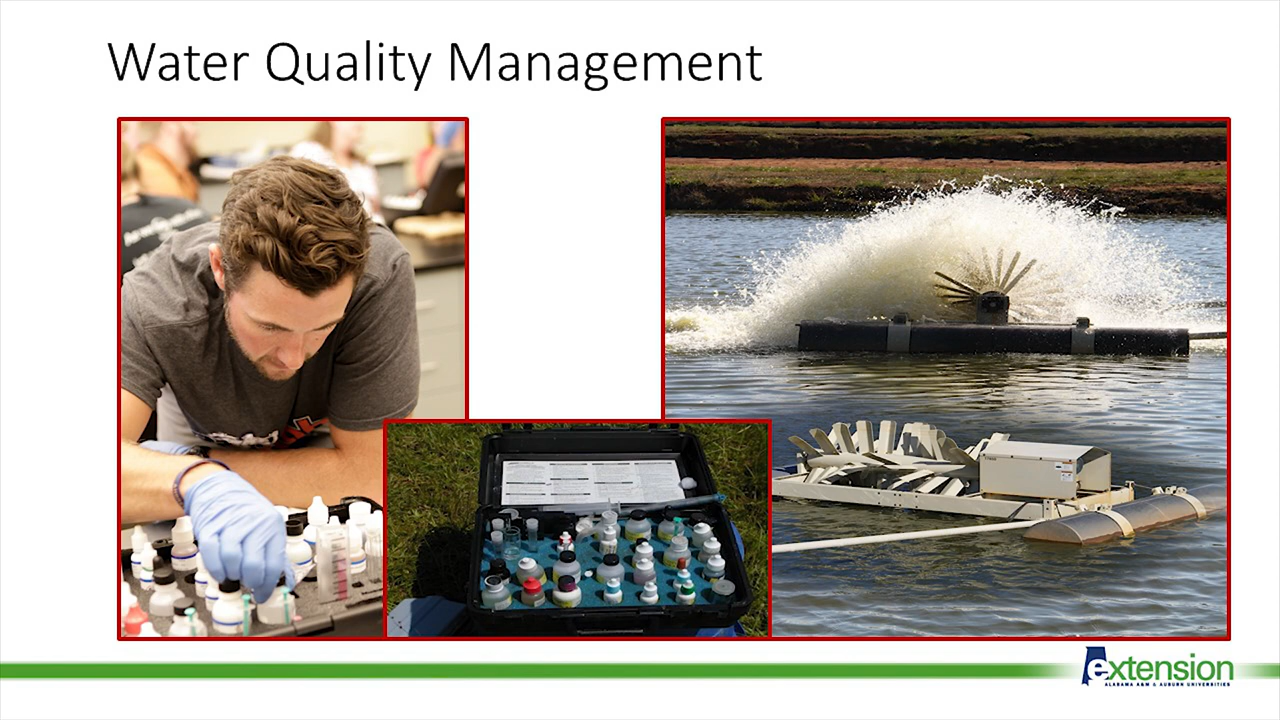 Water Quality Management
extension
ALABAMA A&M & AUBURN UNIVERSITIES